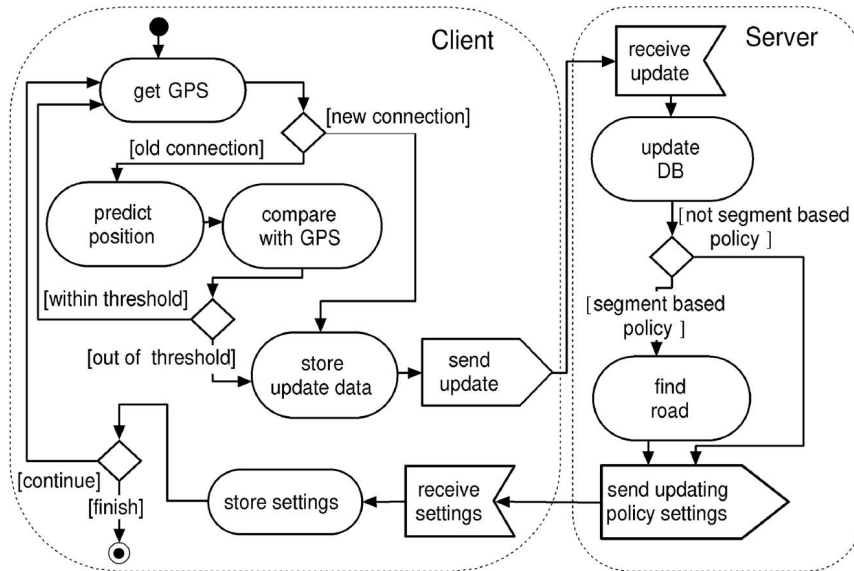 Client
Server
get GPS
[new connection]
[old connection]
predict
position
compare
with GPS
[within threshold]
[out of threshold]
store
update data
send
update
receive
update
update
DB
[not segment based
policy ]
[segment based
policy ]
find
road
send updating
policy settings
receive
settings
store settings
[continue]
[finish]